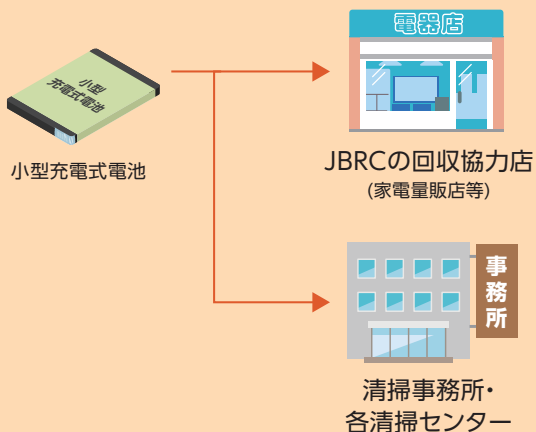 電器店
小型
充電式電池
小型充電式電池
JBRCの回収協力店
(家電量販店等)
事務所
清掃事務所・
各清掃センター